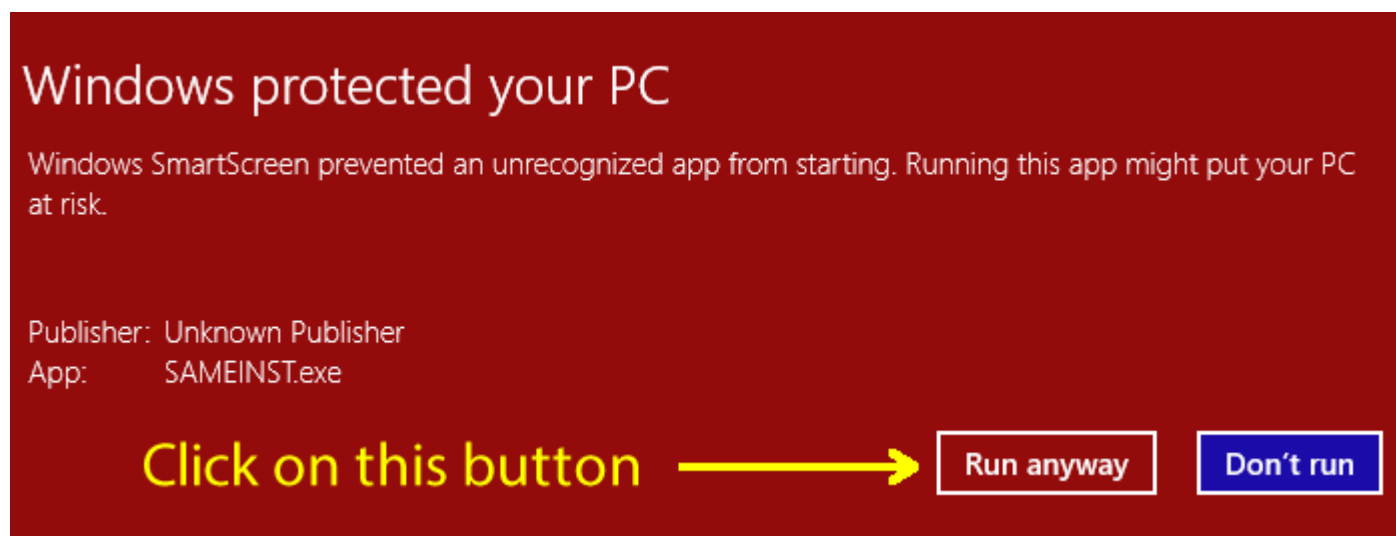 Windows protected your PC
Windows SmartScreen prevented an unrecognized app from starting. Running this app might put your PC
at risk.
Publisher: Unknown Publisher
App: SAMEINST.exe
Click on this button Run anyway Don't run